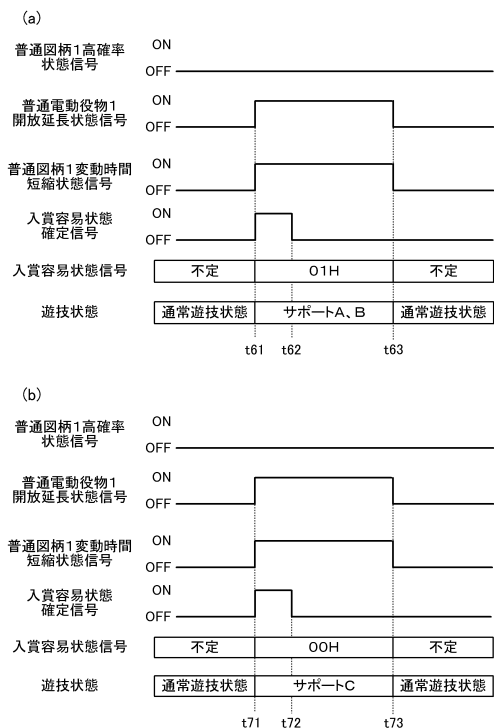 (a)
普通図柄1高確率
状態信号
ON
OFF
普通電動役物1
開放延長状態信号
ON
OFF
普通図柄1変動時間
短縮状態信号
ON
OFF
入賞容易状態
確定信号
ON
OFF
入賞容易状態信号
不定
01H
不定
遊技状態
通常遊技状態
サポートA、B
通常遊技状態
t61
t62
t63
(b)
普通図柄1高確率
状態信号
ON
OFF
普通電動役物1
開放延長状態信号
ON
OFF
普通図柄1変動時間
短縮状態信号
ON
OFF
入賞容易状態
確定信号
ON
OFF
入賞容易状態信号
不定
00H
不定
遊技状態
通常遊技状態
サポートC
通常遊技状態
t71
t72
t73